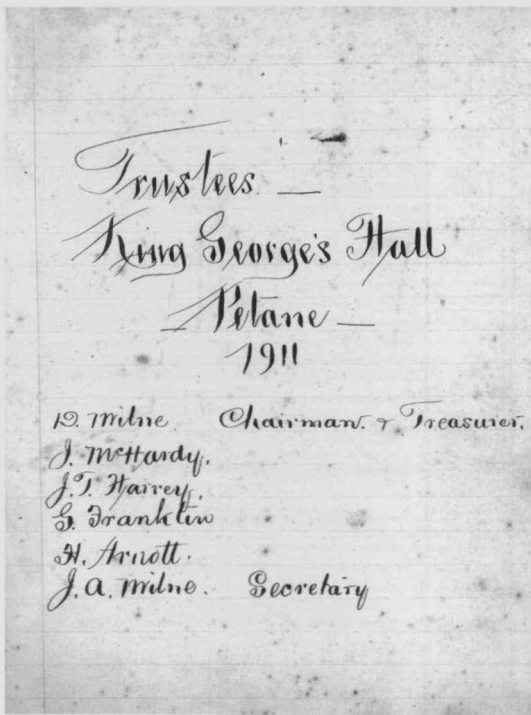 Trustees —
King George's Hall
— Petane —
1911
D. Milne Chairman. & Treasurer.
J. McHardy.
J. T. Harvey.
G. Franklin
H. Arnott.
J. A. Milne. Secretary